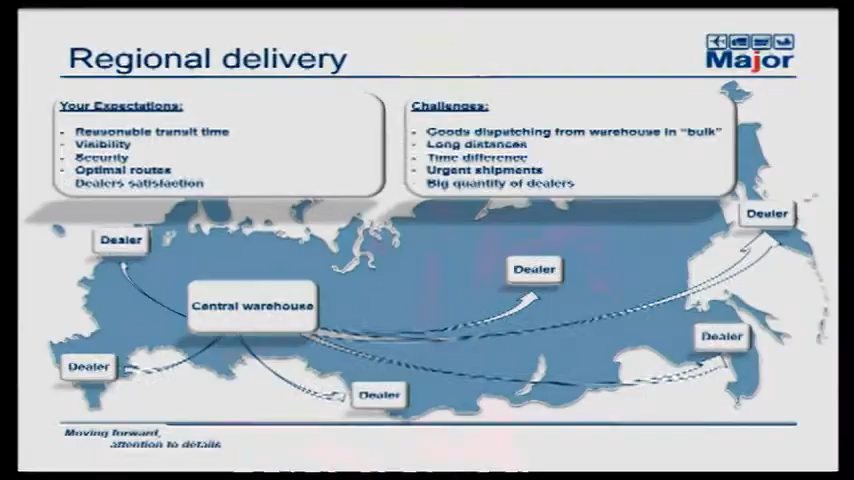 Regional delivery
Major
Your Expectations:
- Reasonable transit time
- Visibility
- Security
- Optimal routes
- Dealers satisfaction
Challenges:
- Goods dispatching from warehouse in "bulk"
- Long distances
- Time difference
- Urgent shipments
- Big quantity of dealers
Dealer
Dealer
Dealer
Central warehouse
Dealer
Dealer
Dealer
Moving forward,
attention to details